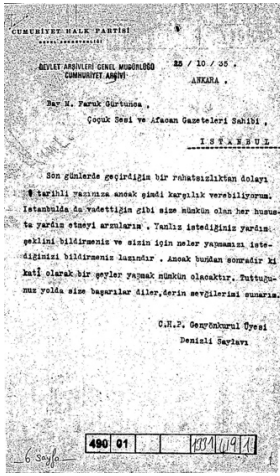 CUMHURİYET HALK PARTİSİ
DEVLET ARŞİVLERİ GENEL MÜDÜRLÜĞÜ
CUMHURİYET ARŞİVİ
25 / 10 / 35 .
ANKARA .
Bay M. Faruk Gürtunca .
Çoçuk Sesi ve Afacan Gazeteleri Sahibi .
İSTANBUL
Son günlerde geçirdiğim bir rahatsızlıktan dolayı
tarihli yazınıza ancak şimdi karşılık verebiliyorum.
İstanbulda da vadettiğim gibi size münkün olan her husus-
ta yardım etmeyi arzularım . Yanlız istediğiniz yardım
şeklini bildirmeniz ve sizin için neler yapmamızı iste-
diğinizi bildirmeniz lazımdır . Ancak bundan sonradır ki
kati olarak bir şeyler yapmak münkün olacaktır. Tuttuğu-
nuz yolda size başarılar diler,derin sevgilerimi sunarım.
C.H.P. Genyönkurul Üyesi
Denizli Saylavı
6 Sayfa
490 01